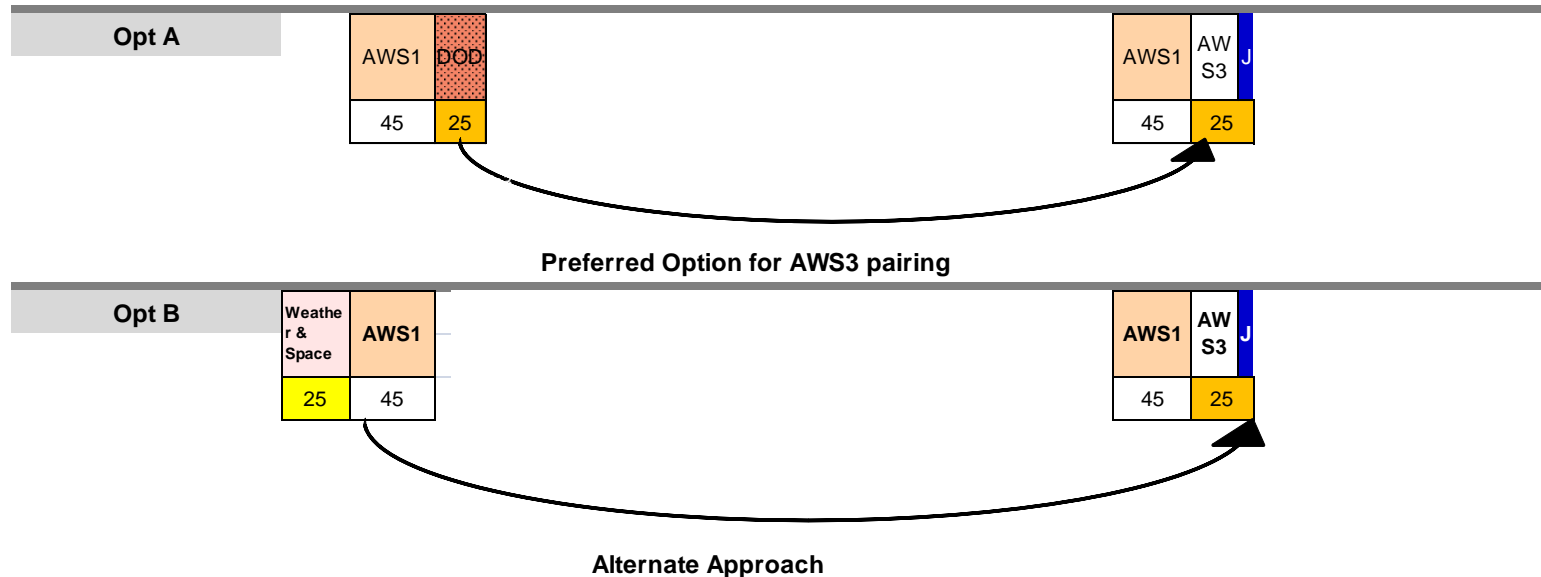 Opt A
AWS1
DOD
AWS1
AW
S3
J
45
25
45
25
Preferred Option for AWS3 pairing
Opt B
Weathe
r &
Space
AWS1
AWS1
AW
S3
J
25
45
45
25
Alternate Approach